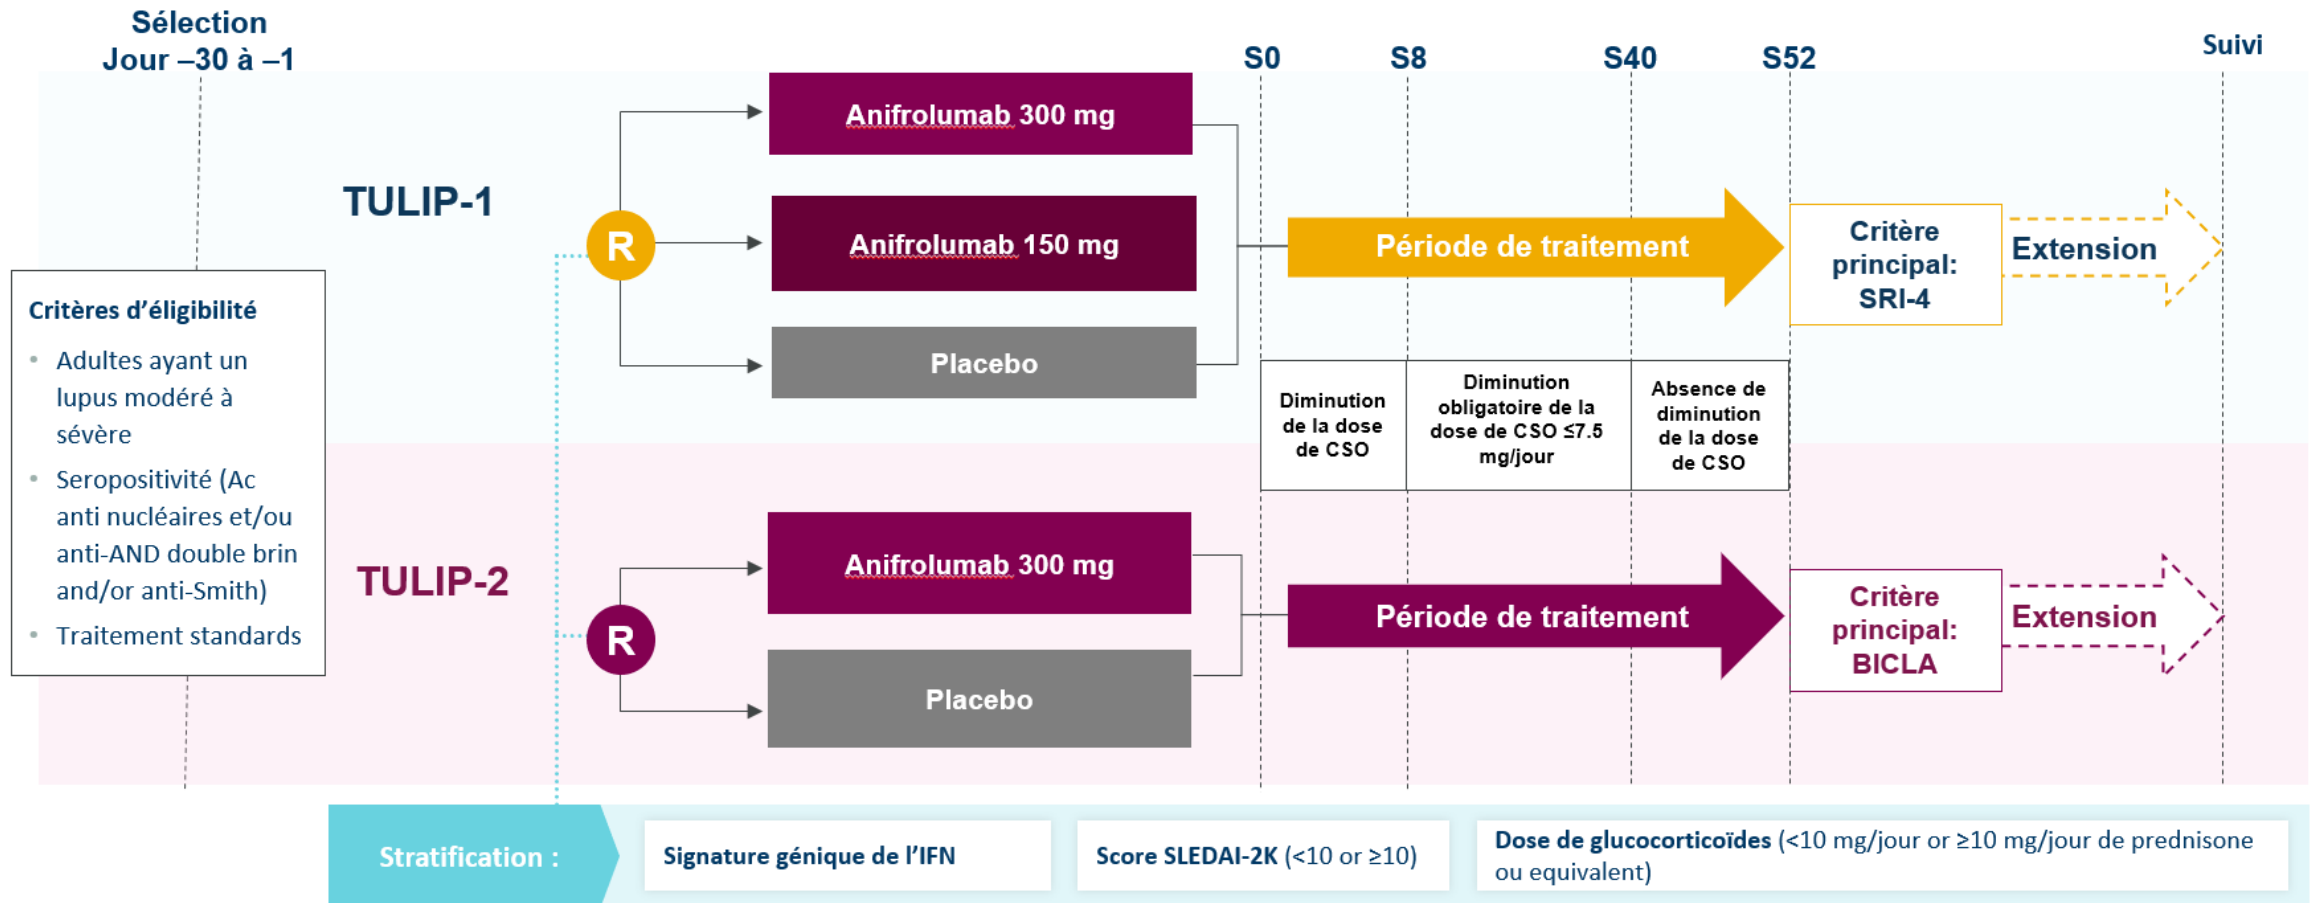 Sélection
Jour –30 à –1
S0
S8
S40
S52
Suivi
TULIP-1
R
Anifrolumab 300 mg
Anifrolumab 150 mg
Placebo
Période de traitement
Critère
principal:
SRI-4
Extension
Critères d’éligibilité
• Adultes ayant un
lupus modéré à
sévère
• Seropositivité (Ac
anti nucléaires et/ou
anti-AND double brin
and/or anti-Smith)
• Traitement standards
Diminution
de la dose
de CSO
Diminution
obligatoire de la
dose de CSO ≤7.5
mg/jour
Absence de
diminution
de la dose
de CSO
TULIP-2
R
Anifrolumab 300 mg
Placebo
Période de traitement
Critère
principal:
BICLA
Extension
Stratification :
Signature génique de l’IFN
Score SLEDAI-2K (<10 or ≥10)
Dose de glucocorticoïdes (<10 mg/jour or ≥10 mg/jour de prednisone
ou equivalent)